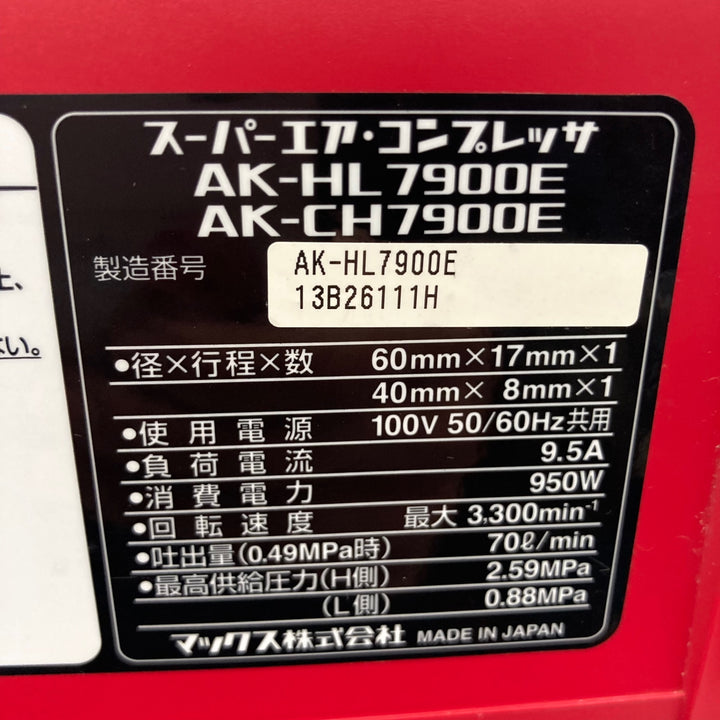 スーパーエア・コンプレッサ
AK-HL7900E
AK-CH7900E
製造番号
AK-HL7900E
13B26111H
•径×行程×数 60mm×17mm×1
40mm× 8mm×1
•使用電源 100V 50/60Hz共用
•負荷電流 9.5A
•消費電力 950W
•回転速度 最大 3,300min⁻¹
•吐出量(0.49MPa時) 70ℓ/min
•最高供給圧力(H側) 2.59MPa
(L側) 0.88MPa
マックス株式会社 MADE IN JAPAN
い。